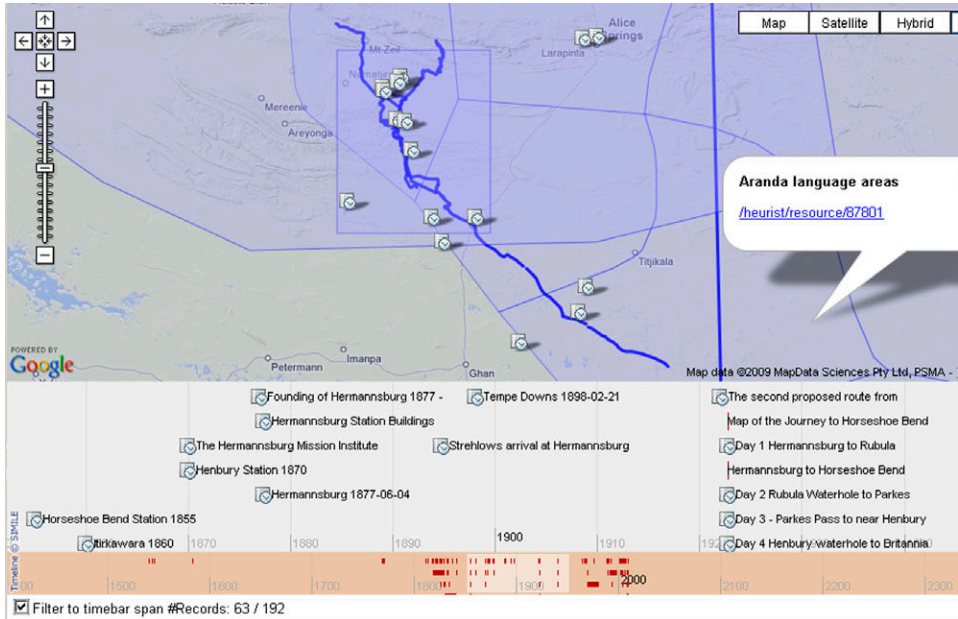 Mt Zeil
Alice
Springs
Larapinta
Map
Satellite
Hybrid
Mereenie
Areyonga
Aranda language areas
/heurist/resource/87801
Titjikala
Imanpa
Petermann
Ghan
POWERED BY
Google
Map data ©2009 MapData Sciences Pty Ltd, PSMA -
Founding of Hermannsburg 1877 -
Tempe Downs 1898-02-21
The second proposed route from
Hermannsburg Station Buildings
Map of the Journey to Horseshoe Bend
The Hermannsburg Mission Institute
Strehlows arrival at Hermannsburg
Day 1 Hermannsburg to Rubula
Henbury Station 1870
Hermannsburg to Horseshoe Bend
Hermannsburg 1877-06-04
Day 2 Rubula Waterhole to Parkes
Horseshoe Bend Station 1855
Day 3 - Parkes Pass to near Henbury
Itirkawara 1860
1870
1880
1890
1900
1910
Day 4 Henbury waterhole to Britannia
Timeline © SIMILE
1500
1600
1700
1800
1900
2000
2100
2200
2300
Filter to timebar span #Records: 63 / 192